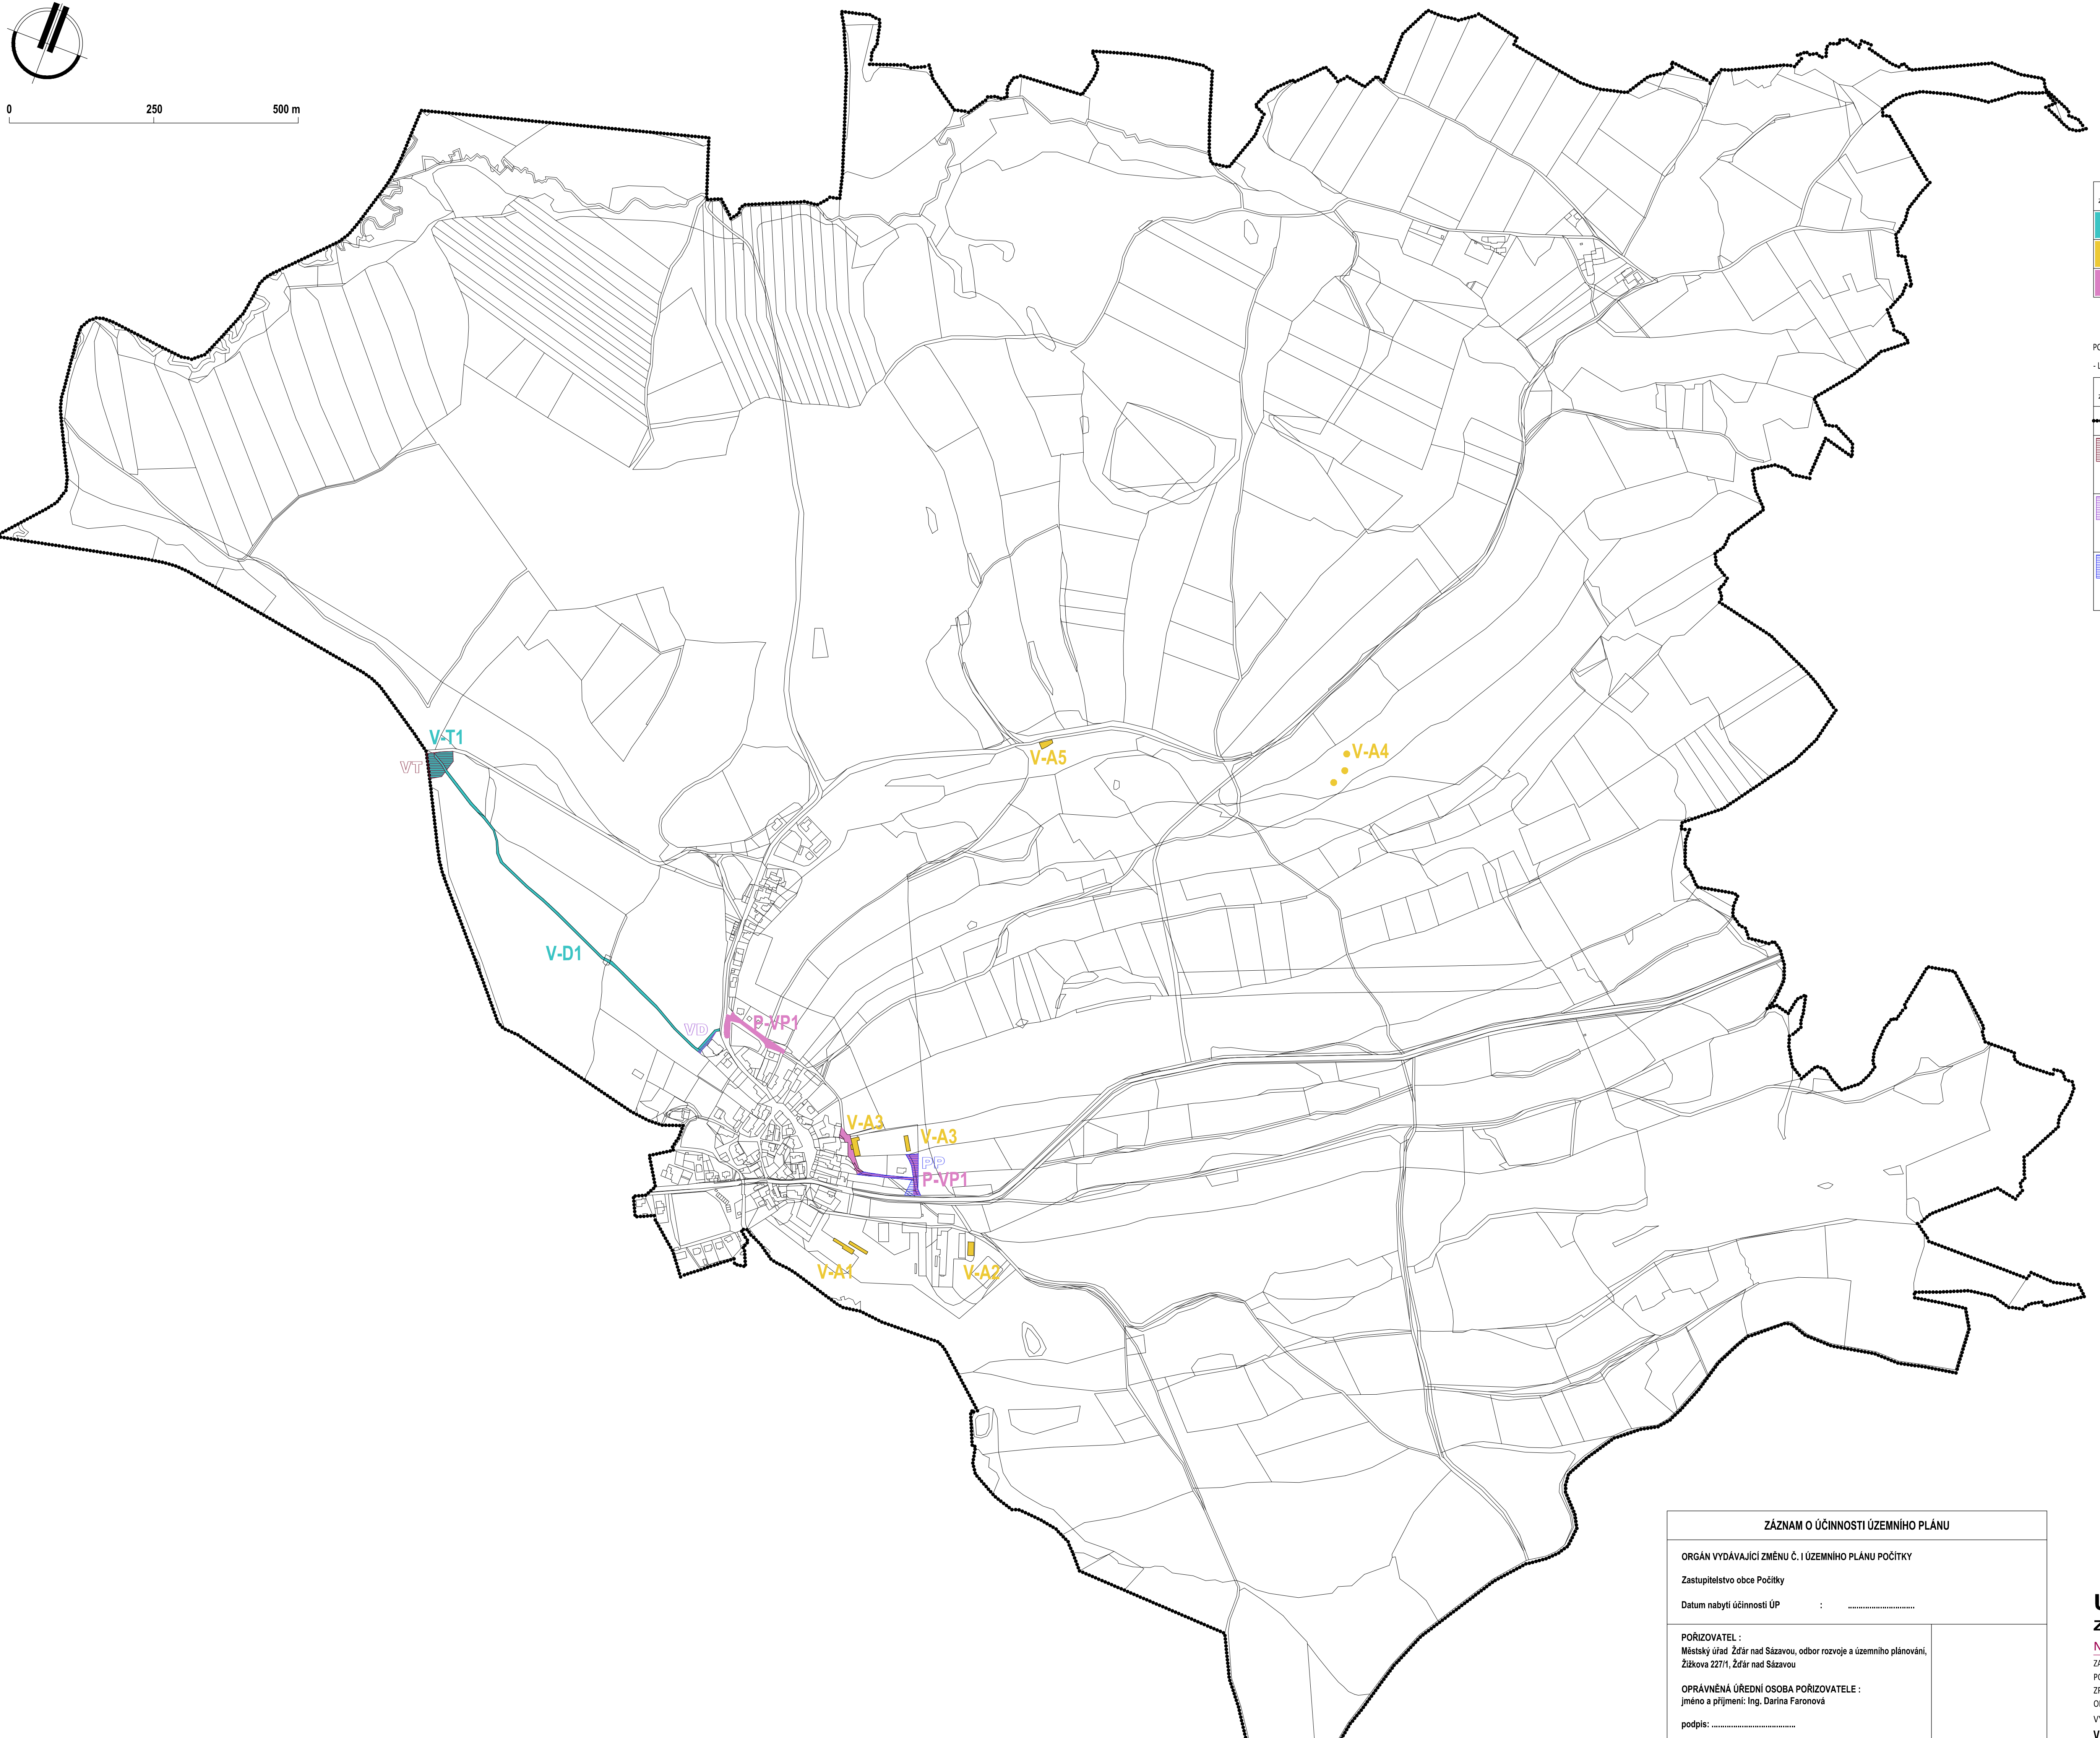 0 250 500 m
V-T1
VT
V-A5
V-A4
V-D1
VD
P-VP1
V-A3
V-A3
PP
P-VP1
V-A1
V-A2
ZÁZNAM O ÚČINNOSTI ÚZEMNÍHO PLÁNU
ORGÁN VYDÁVAJÍCÍ ZMĚNU Č. I ÚZEMNÍHO PLÁNU POČÍTKY
Zastupitelstvo obce Počítky
Datum nabytí účinnosti ÚP : ...............................
POŘIZOVATEL :
Městský úřad Žďár nad Sázavou, odbor rozvoje a územního plánování,
Žižkova 227/1, Žďár nad Sázavou
OPRÁVNĚNÁ ÚŘEDNÍ OSOBA POŘIZOVATELE :
jméno a příjmení: Ing. Darina Faronová
podpis: .......................................